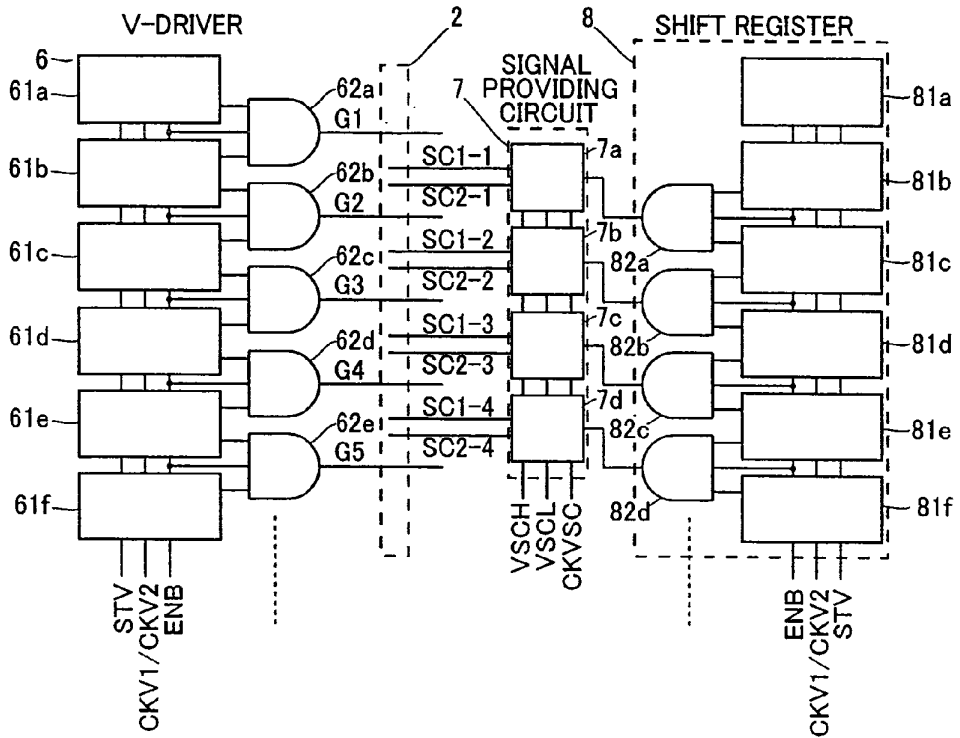 V-DRIVER
2
8
SHIFT REGISTER
6
61a
62a
G1
SIGNAL
PROVIDING
CIRCUIT
7
7a
81a
61b
62b
G2
SC1-1
SC2-1
81b
61c
62c
G3
SC1-2
SC2-2
7b
82a
81c
61d
62d
G4
SC1-3
SC2-3
7c
82b
81d
61e
62e
G5
SC1-4
SC2-4
7d
82c
81e
61f
82d
81f
STV
CKV1/CKV2
ENB
VSCH
VSCL
CKVSC
ENB
CKV1/CKV2
STV